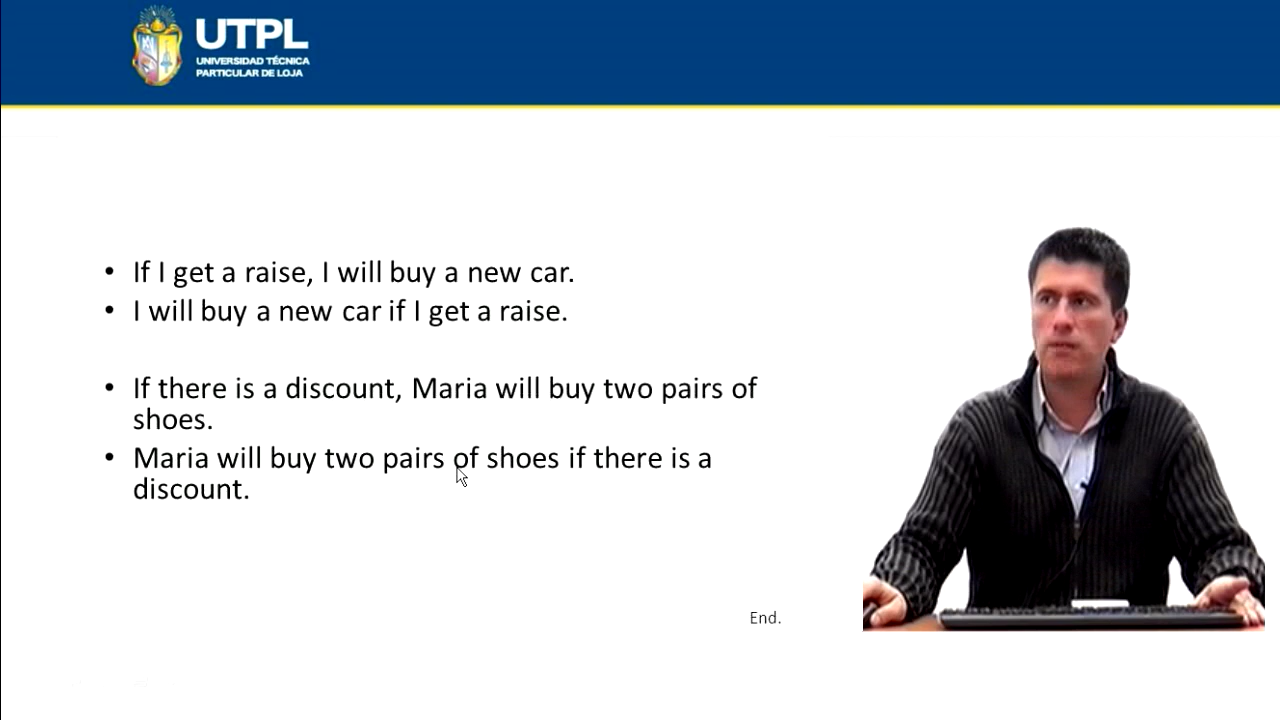 UTPL
UNIVERSIDAD TÉCNICA
PARTICULAR DE LOJA
• If I get a raise, I will buy a new car.
• I will buy a new car if I get a raise.
• If there is a discount, Maria will buy two pairs of
shoes.
• Maria will buy two pairs of shoes if there is a
discount.
End.